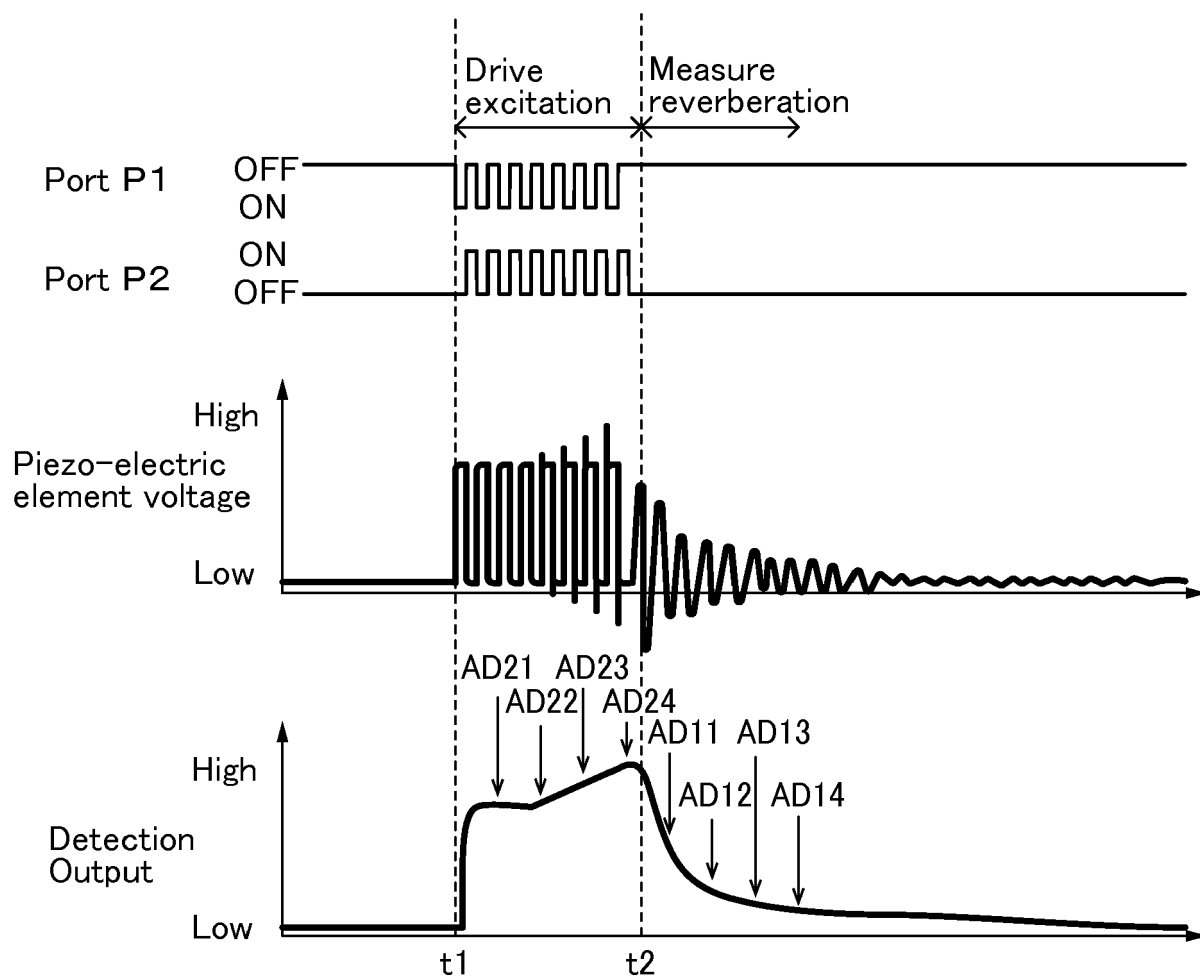 Drive
excitation
Measure
reverberation
Port P1
OFF
ON
Port P2
ON
OFF
High
Piezo-electric
element voltage
Low
AD21
AD23
AD22
AD24
AD11
AD13
High
AD12
AD14
Detection
Output
Low
t1
t2